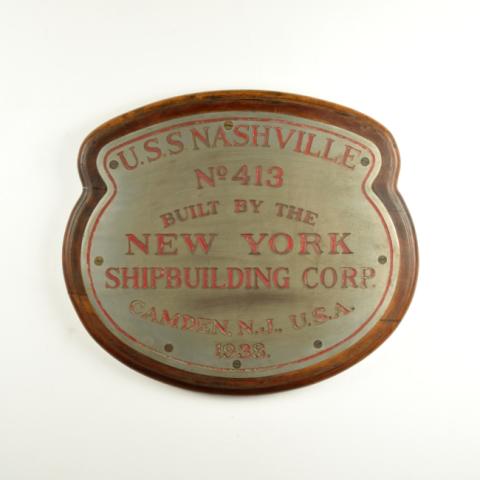 U.S.S NASHVILLE
No 413
BUILT BY THE
NEW YORK
SHIPBUILDING CORP.
CAMDEN, N.J., U.S.A.
1938.